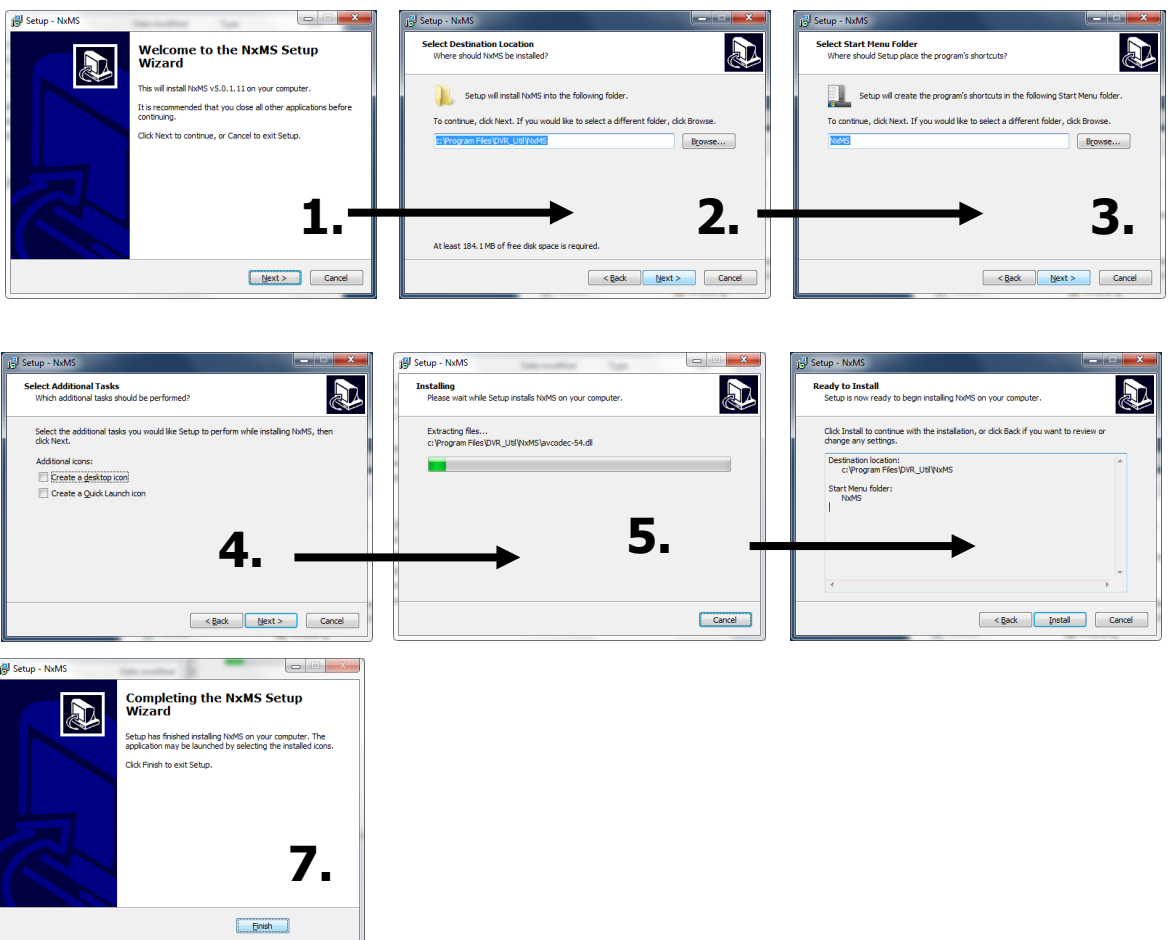 Setup - NxMS
Welcome to the NxMS Setup
Wizard
This will install NxMS v5.0.1.11 on your computer.
It is recommended that you close all other applications before
continuing.
Click Next to continue, or Cancel to exit Setup.
1.
Next >
Cancel
Setup - NxMS
Select Destination Location
Where should NxMS be installed?
Setup will install NxMS into the following folder.
To continue, click Next. If you would like to select a different folder, click Browse.
c:\Program Files\DVR_Util\NxMS
Browse...
2.
At least 184.1 MB of free disk space is required.
< Back
Next >
Cancel
Setup - NxMS
Select Start Menu Folder
Where should Setup place the program's shortcuts?
Setup will create the program's shortcuts in the following Start Menu folder.
To continue, click Next. If you would like to select a different folder, click Browse.
NxMS
Browse...
3.
< Back
Next >
Cancel
Setup - NxMS
Select Additional Tasks
Which additional tasks should be performed?
Select the additional tasks you would like Setup to perform while installing NxMS, then
click Next.
Additional icons:
Create a desktop icon
Create a Quick Launch icon
4.
< Back
Next >
Cancel
Setup - NxMS
Installing
Please wait while Setup installs NxMS on your computer.
Extracting files...
c:\Program Files\DVR_Util\NxMS\avcodec-54.dll
5.
Cancel
Setup - NxMS
Ready to Install
Setup is now ready to begin installing NxMS on your computer.
Click Install to continue with the installation, or click Back if you want to review or
change any settings.
Destination location:
c:\Program Files\DVR_Util\NxMS
Start Menu folder:
NxMS
< Back
Install
Cancel
Setup - NxMS
Completing the NxMS Setup
Wizard
Setup has finished installing NxMS on your computer. The
application may be launched by selecting the installed icons.
Click Finish to exit Setup.
7.
Finish